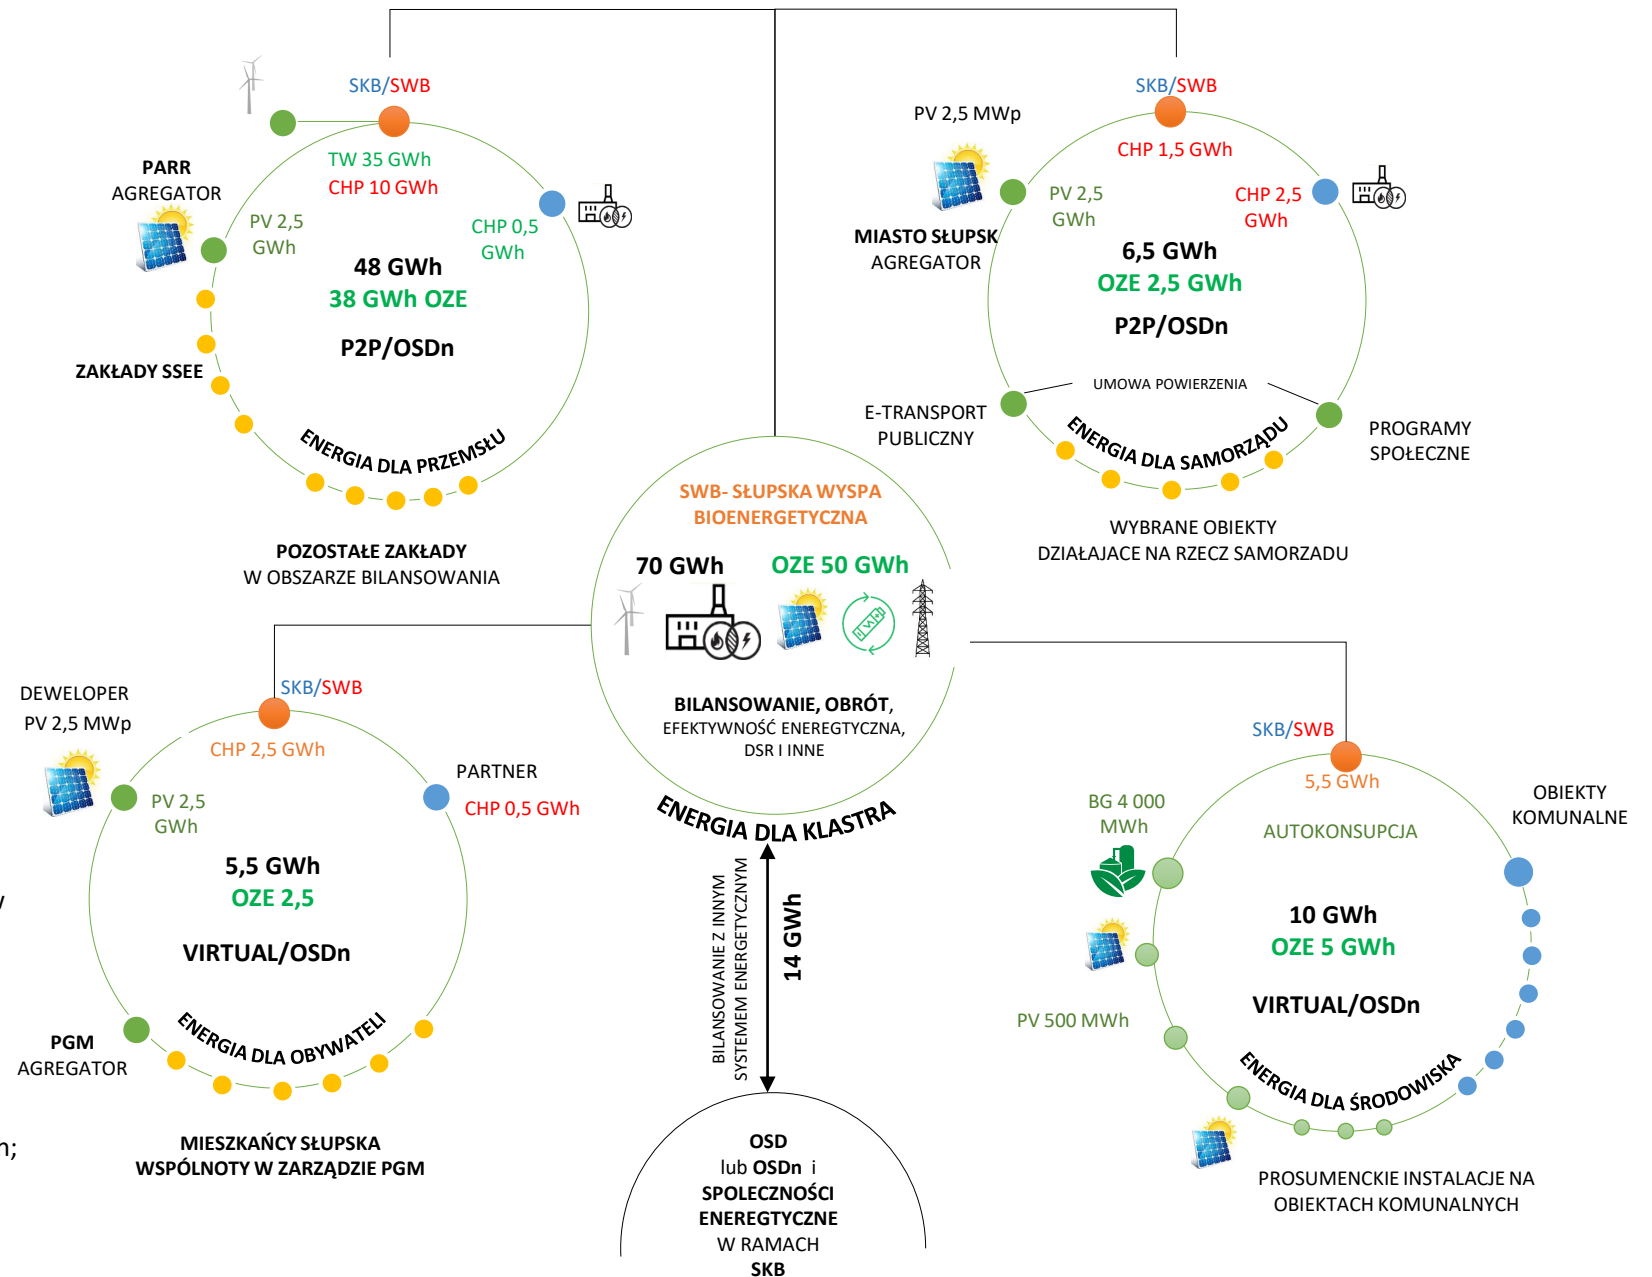 SKB/SWB
TW 35 GWh
CHP 10 GWh
PARR
AGREGATOR
PV 2,5
GWh
CHP 0,5
GWh
48 GWh
38 GWh OZE
P2P/OSDn
ZAKŁADY SSEE
ENERGIA DLA PRZEMSŁU
POZOSTAŁE ZAKŁADY
W OBSZARZE BILANSOWANIA
SKB/SWB
PV 2,5 MWp
CHP 1,5 GWh
PV 2,5
GWh
CHP 2,5
GWh
MIASTO SŁUPSK
AGREGATOR
6,5 GWh
OZE 2,5 GWh
P2P/OSDn
UMOWA POWIERZENIA
E-TRANSPORT
PUBLICZNY
PROGRAMY
SPOŁECZNE
ENERGIA DLA SAMORZĄDU
WYBRANE OBIEKTY
DZIAŁAJACE NA RZECZ SAMORZADU
SWB- SŁUPSKA WYSPA
BIOENERGETYCZNA
70 GWh
OZE 50 GWh
BILANSOWANIE, OBRÓT,
EFEKTYWNOŚĆ ENEREGTYCZNA,
DSR I INNE
ENERGIA DLA KLASTRA
BILANSOWANIE Z INNYM
SYSTEMEM ENERGETYCZNYM
14 GWh
OSD
lub OSDn i
SPOLECZNOŚCI
ENEREGTYCZNE
W RAMACH
SKB
DEWELOPER
PV 2,5 MWp
SKB/SWB
CHP 2,5 GWh
PV 2,5
GWh
PARTNER
CHP 0,5 GWh
5,5 GWh
OZE 2,5
VIRTUAL/OSDn
PGM
AGREGATOR
ENERGIA DLA OBYWATELI
MIESZKAŃCY SŁUPSKA
WSPÓLNOTY W ZARZĄDZIE PGM
SKB/SWB
5,5 GWh
BG 4 000
MWh
AUTOKONSUPCJA
OBIEKTY
KOMUNALNE
10 GWh
OZE 5 GWh
VIRTUAL/OSDn
PV 500 MWh
ENERGIA DLA ŚRODOWISKA
PROSUMENCKIE INSTALACJE NA
OBIEKTACH KOMUNALNYCH